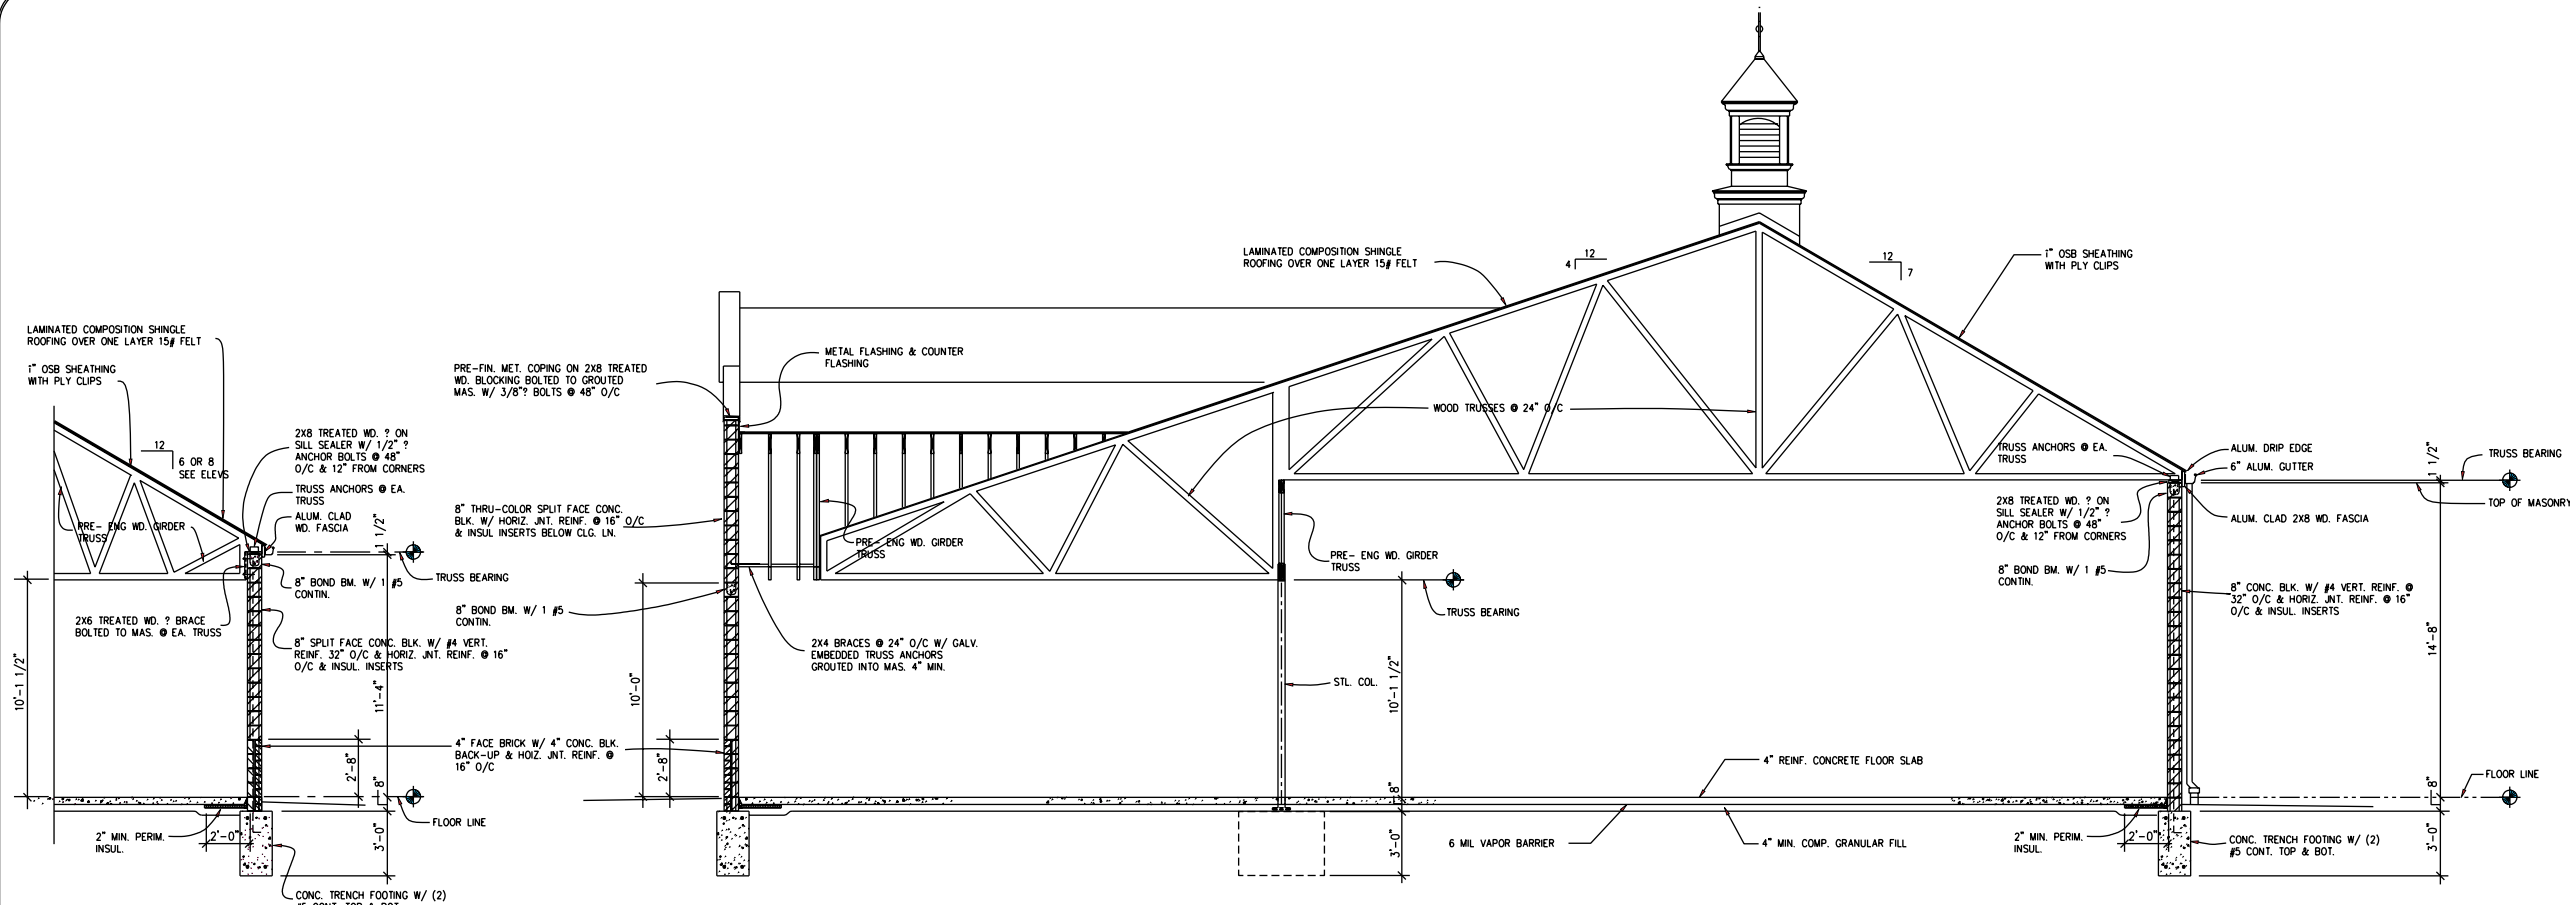 LAMINATED COMPOSITION SHINGLE
ROOFING OVER ONE LAYER 15# FELT
1" OSB SHEATHING
WITH PLY CLIPS
12
6 OR 8
SEE ELEVS
2X8 TREATED WD. ? ON
SILL SEALER W/ 1/2" ?
ANCHOR BOLTS @ 48"
O/C & 12" FROM CORNERS
TRUSS ANCHORS @ EA.
TRUSS
ALUM. CLAD
WD. FASCIA
PRE- ENG WD. GIRDER
TRUSS
1 1/2"
TRUSS BEARING
8" BOND BM. W/ 1 #5
CONTIN.
2X6 TREATED WD. ? BRACE
BOLTED TO MAS. @ EA. TRUSS
8" SPLIT FACE CONC. BLK. W/ #4 VERT.
REINF. 32" O/C & HORIZ. JNT. REINF. @ 16"
O/C & INSUL. INSERTS
10'-1 1/2"
11'-4"
2'-8"
8"
FLOOR LINE
3'-0"
2" MIN. PERIM.
INSUL.
2'-0"
CONC. TRENCH FOOTING W/ (2)
#5 CONT. TOP & BOT.
PRE-FIN. MET. COPING ON 2X8 TREATED
WD. BLOCKING BOLTED TO GROUTED
MAS. W/ 3/8"? BOLTS @ 48" O/C
METAL FLASHING & COUNTER
FLASHING
8" THRU-COLOR SPLIT FACE CONC.
BLK. W/ HORIZ. JNT. REINF. @ 16" O/C
& INSUL INSERTS BELOW CLG. LN.
8" BOND BM. W/ 1 #5
CONTIN.
10'-0"
4" FACE BRICK W/ 4" CONC. BLK.
BACK-UP & HOIZ. JNT. REINF. @
16" O/C
2'-8"
2X4 BRACES @ 24" O/C W/ GALV.
EMBEDDED TRUSS ANCHORS
GROUTED INTO MAS. 4" MIN.
PRE- ENG WD. GIRDER
TRUSS
LAMINATED COMPOSITION SHINGLE
ROOFING OVER ONE LAYER 15# FELT
12
4
12
7
1" OSB SHEATHING
WITH PLY CLIPS
WOOD TRUSSES @ 24" O/C
PRE- ENG WD. GIRDER
TRUSS
TRUSS BEARING
STL. COL.
10'-1 1/2"
8"
3'-0"
4" REINF. CONCRETE FLOOR SLAB
6 MIL VAPOR BARRIER
4" MIN. COMP. GRANULAR FILL
TRUSS ANCHORS @ EA.
TRUSS
2X8 TREATED WD. ? ON
SILL SEALER W/ 1/2" ?
ANCHOR BOLTS @ 48"
O/C & 12" FROM CORNERS
8" BOND BM. W/ 1 #5
CONTIN.
ALUM. DRIP EDGE
6" ALUM. GUTTER
ALUM. CLAD 2X8 WD. FASCIA
1 1/2"
TRUSS BEARING
TOP OF MASONRY
8" CONC. BLK. W/ #4 VERT. REINF. @
32" O/C & HORIZ. JNT. REINF. @ 16"
O/C & INSUL. INSERTS
14'-8"
8"
FLOOR LINE
3'-0"
2" MIN. PERIM.
INSUL.
2'-0"
CONC. TRENCH FOOTING W/ (2)
#5 CONT. TOP & BOT.